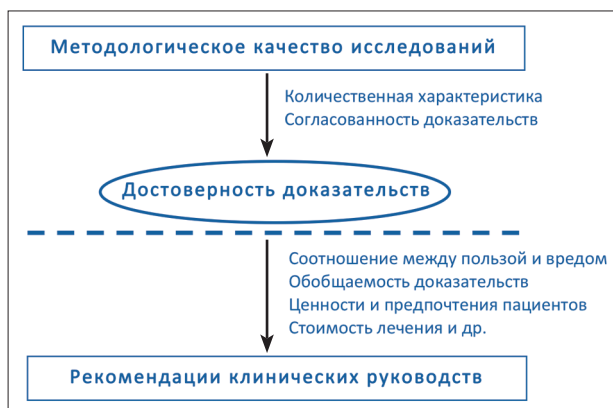 Методологическое качество исследований
Количественная характеристика
Согласованность доказательств
Достоверность доказательств
Соотношение между пользой и вредом
Обобщаемость доказательств
Ценности и предпочтения пациентов
Стоимость лечения и др.
Рекомендации клинических руководств